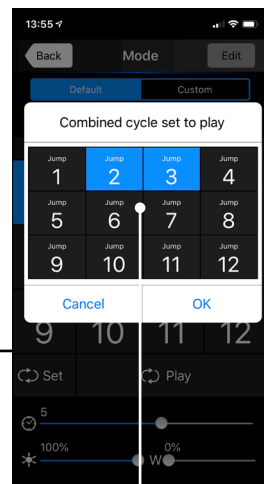 13:55
Back Mode Edit
Default Custom
Combined cycle set to play
Jump Jump Jump Jump
1 2 3 4
Jump Jump Jump Jump
5 6 7 8
Jump Jump Jump Jump
9 10 11 12
Cancel OK
9 10 11 12
Set Play
5
100% 0%
W